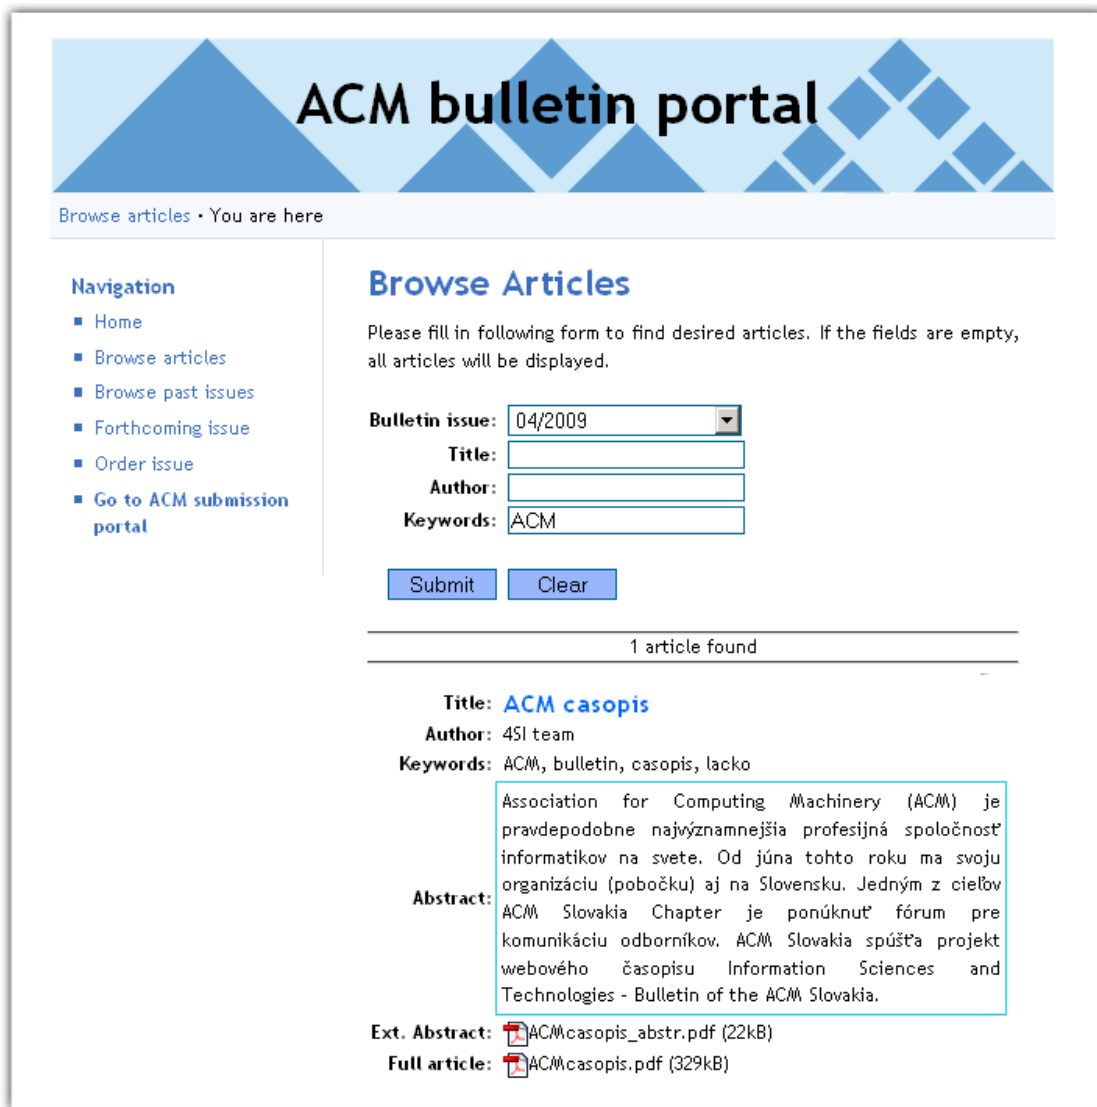 ACM bulletin portal
Browse articles • You are here
Navigation
Home
Browse articles
Browse past issues
Forthcoming issue
Order issue
Go to ACM submission
portal
Browse Articles
Please fill in following form to find desired articles. If the fields are empty,
all articles will be displayed.
Bulletin issue: 04/2009
Title:
Author:
Keywords: ACM
Submit Clear
1 article found
Title: ACM casopis
Author: 4SI team
Keywords: ACM, bulletin, casopis, lacko
Abstract:
Association for Computing Machinery (ACM) je
pravdepodobne najvýznamnejšia profesijná spoločnosť
informatikov na svete. Od júna tohto roku ma svoju
organizáciu (pobočku) aj na Slovensku. Jedným z cieľov
ACM Slovakia Chapter je ponúknuť fórum pre
komunikáciu odborníkov. ACM Slovakia spúšťa projekt
webového časopisu Information Sciences and
Technologies - Bulletin of the ACM Slovakia.
Ext. Abstract: ACMcasopis_abstr.pdf (22kB)
Full article: ACMcasopis.pdf (329kB)